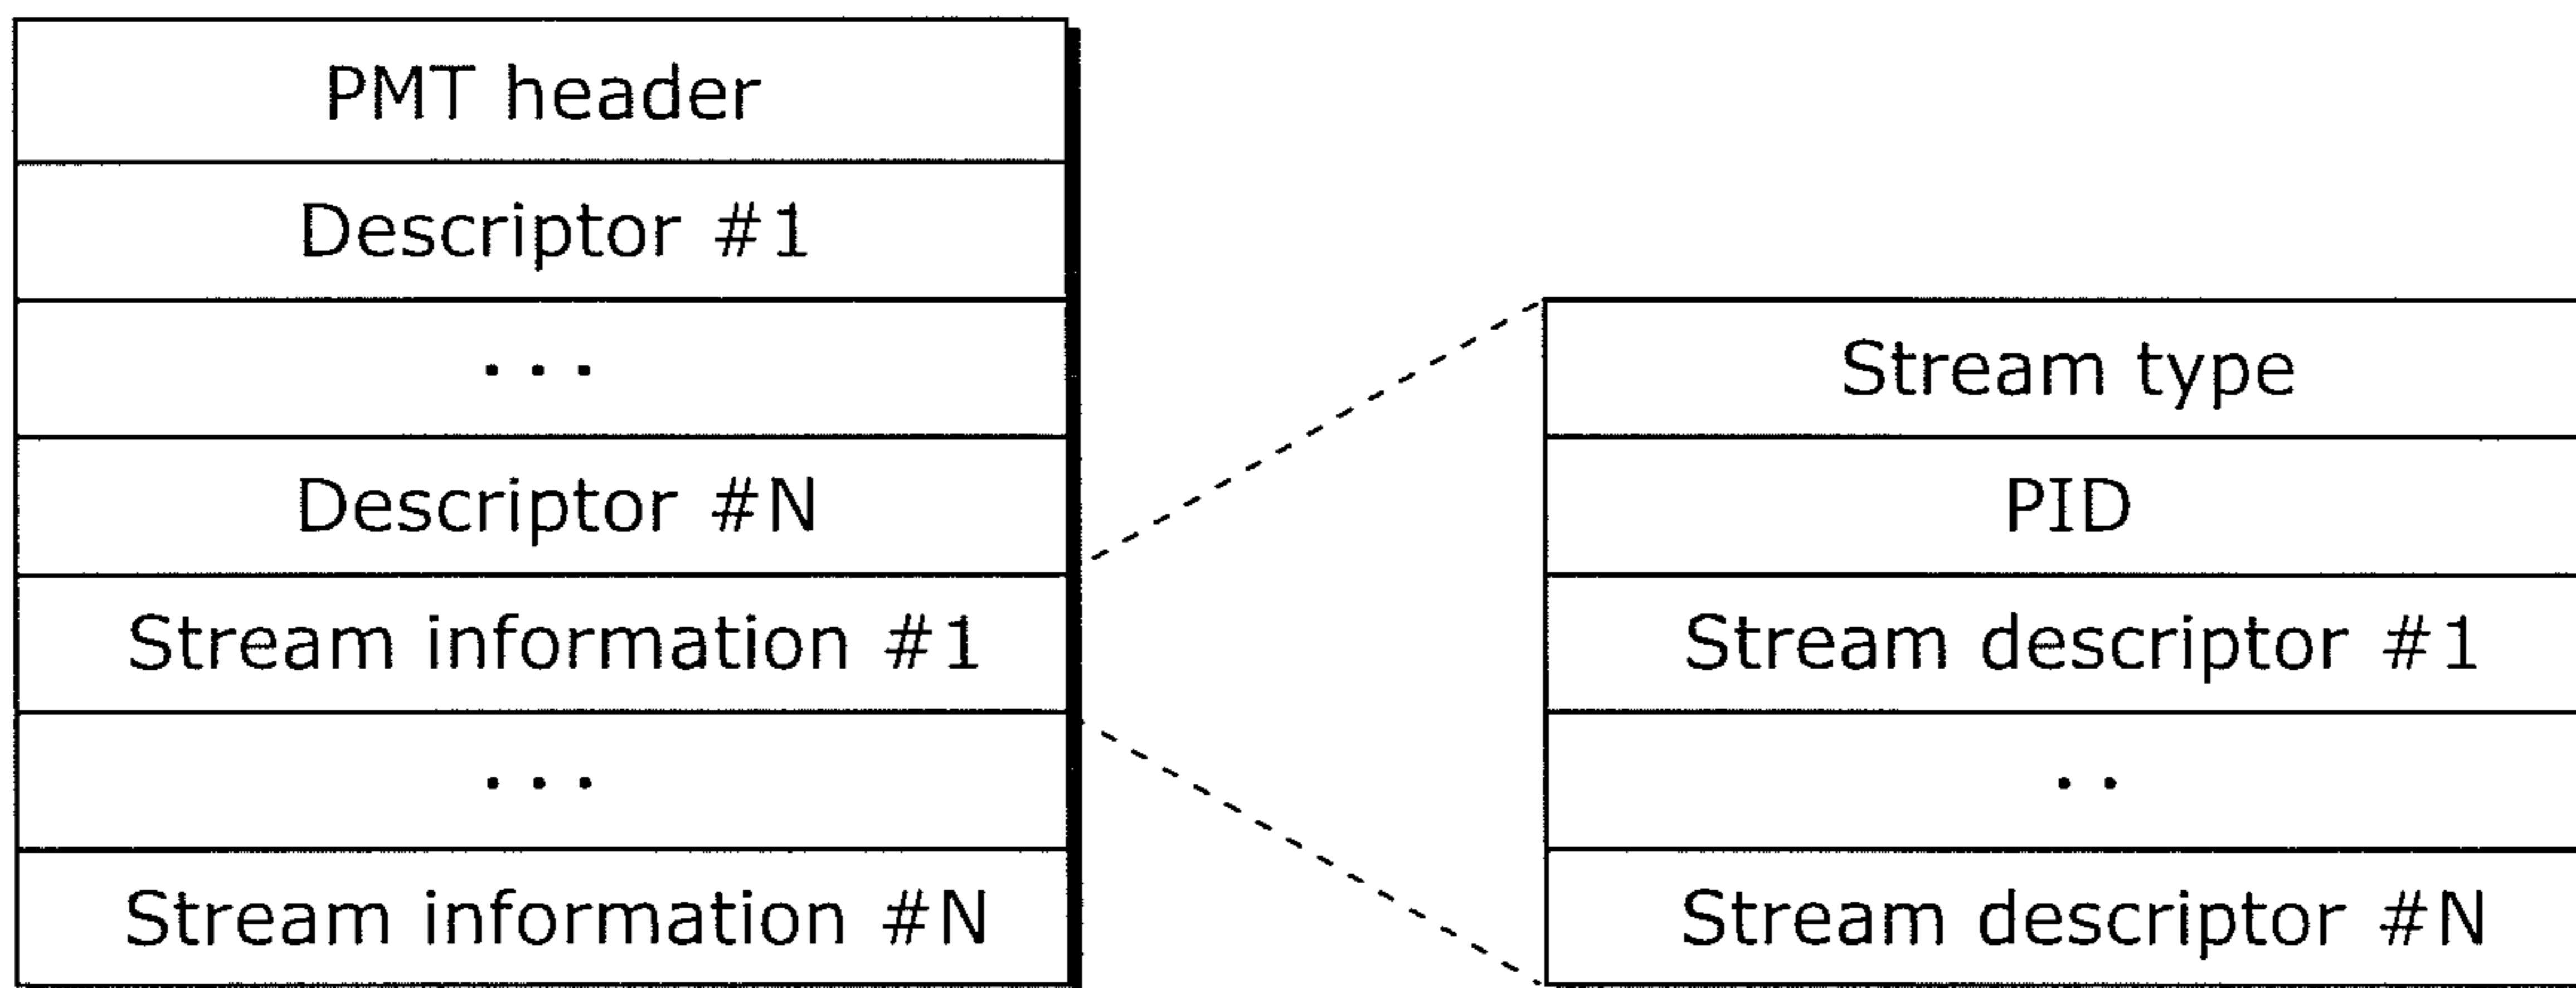 PMT header
Descriptor #1
. . .
Descriptor #N
Stream information #1
. . .
Stream information #N
Stream type
PID
Stream descriptor #1
. .
Stream descriptor #N